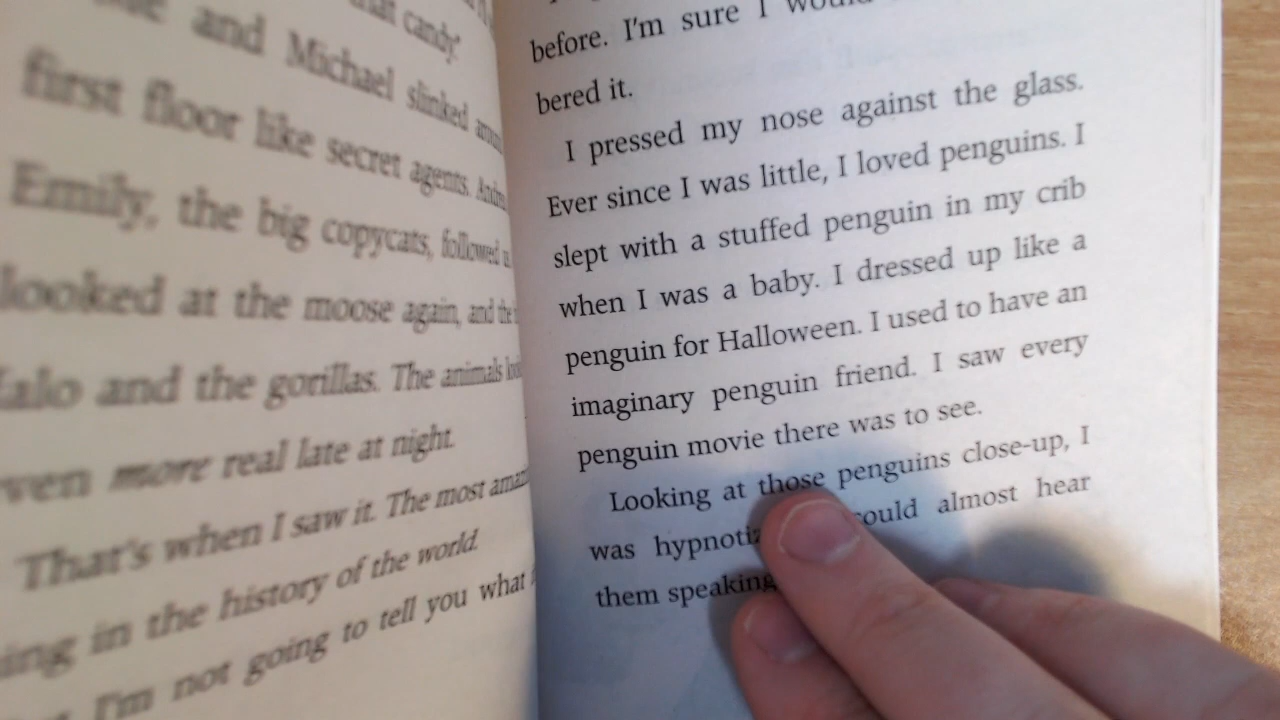 that candy."
and Michael slinked
first floor like secret agents.
Emily, the big copycats, followed
looked at the moose again, and the
and the gorillas. The animals
more real late at night.
That's when I saw it. The most
in the history of the world.
I'm not going to tell you what
before. I'm sure I would
bered it.
I pressed my nose against the glass.
Ever since I was little, I loved penguins. I
slept with a stuffed penguin in my crib
when I was a baby. I dressed up like a
penguin for Halloween. I used to have an
imaginary penguin friend. I saw every
penguin movie there was to see.
Looking at those penguins close-up, I
was hypnotiz could almost hear
them speaking